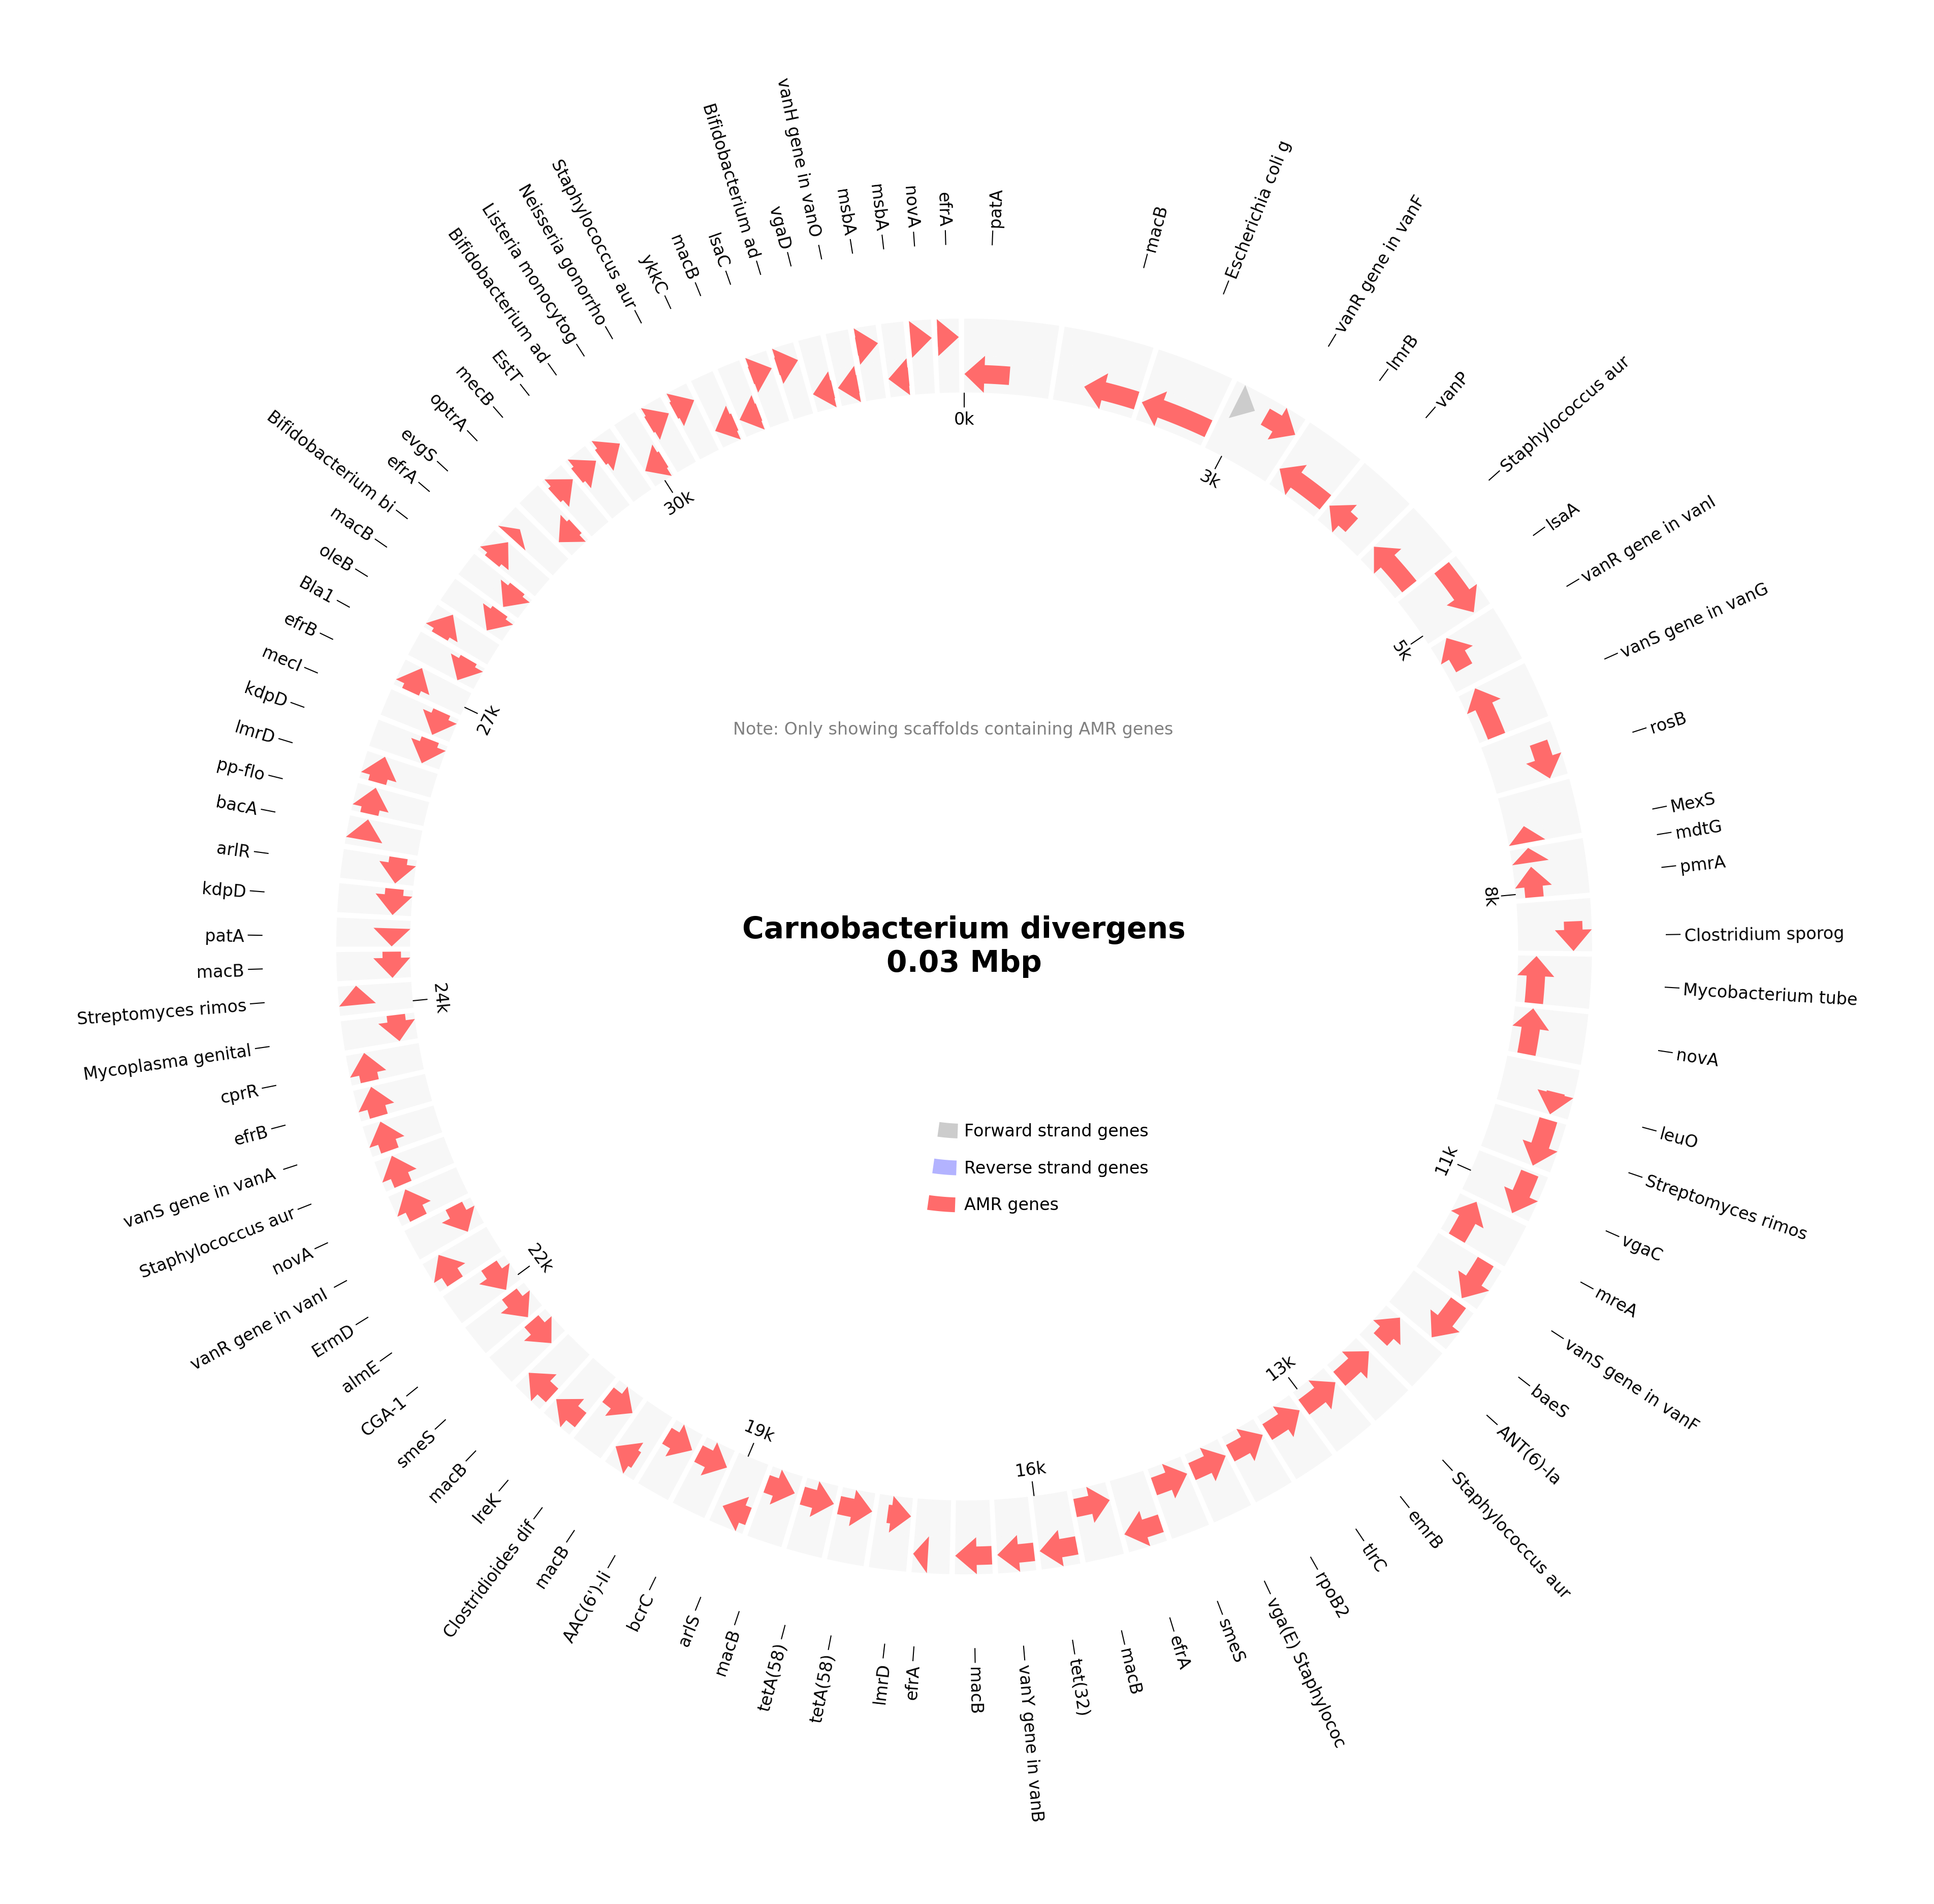 patA
macB
Escherichia coli g
vanR gene in vanF
lmrB
vanP
Staphylococcus aur
lsaA
vanR gene in vanI
vanS gene in vanG
rosB
MexS
mdtG
pmrA
Clostridium sporog
Mycobacterium tube
novA
leuO
Streptomyces rimos
vgaC
mreA
vanS gene in vanF
baeS
ANT(6)-Ia
Staphylococcus aur
emrB
tlrC
rpoB2
vga(E) Staphylococ
smeS
efrA
macB
tet(32)
vanY gene in vanB
macB
efrA
lmrD
tetA(58)
tetA(58)
macB
arlS
bcrC
AAC(6')-Ii
macB
Clostridioides dif
IreK
macB
smeS
CGA-1
almE
ErmD
vanR gene in vanI
novA
Staphylococcus aur
vanS gene in vanA
efrB
cprR
Mycoplasma genital
Streptomyces rimos
macB
patA
kdpD
arlR
bacA
pp-flo
lmrD
kdpD
mecI
efrB
Bla1
oleB
macB
Bifidobacterium bi
efrA
evgS
optrA
mecB
EstT
Bifidobacterium ad
Listeria monocytog
Neisseria gonorrho
Staphylococcus aur
ykkC
macB
lsaC
Bifidobacterium ad
vgaD
vanH gene in vanO
msbA
msbA
novA
efrA
0k
3k
5k
8k
11k
13k
16k
19k
22k
24k
27k
30k
Note: Only showing scaffolds containing AMR genes
Carnobacterium divergens
0.03 Mbp
Forward strand genes
Reverse strand genes
AMR genes